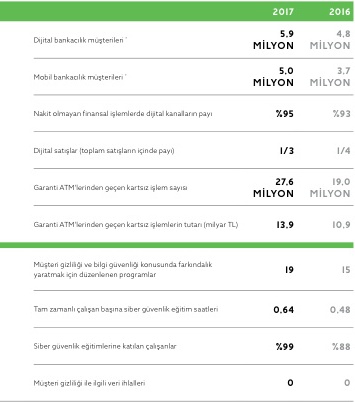 2017 2016
Dijital bankacılık müşterileri 5.9 MİLYON 4.8 MİLYON
Mobil bankacılık müşterileri 5.0 MİLYON 3.7 MİLYON
Nakit olmayan finansal işlemlerde dijital kanalların payı %95 %93
Dijital satışlar (toplam satışların içinde payı) 1/3 1/4
Garanti ATM'lerinden geçen kartsız işlem sayısı 27.6 MİLYON 19.0 MİLYON
Garanti ATM'lerinden geçen kartsız işlemlerin tutarı (milyar TL) 13.9 10.9
Müşteri gizliliği ve bilgi güvenliği konusunda farkındalık
yaratmak için düzenlenen programlar 19 15
Tam zamanlı çalışan başına siber güvenlik eğitim saatleri 0,64 0,48
Siber güvenlik eğitimlerine katılan çalışanlar %99 %88
Müşteri gizliliği ile ilgili veri ihlalleri 0 0